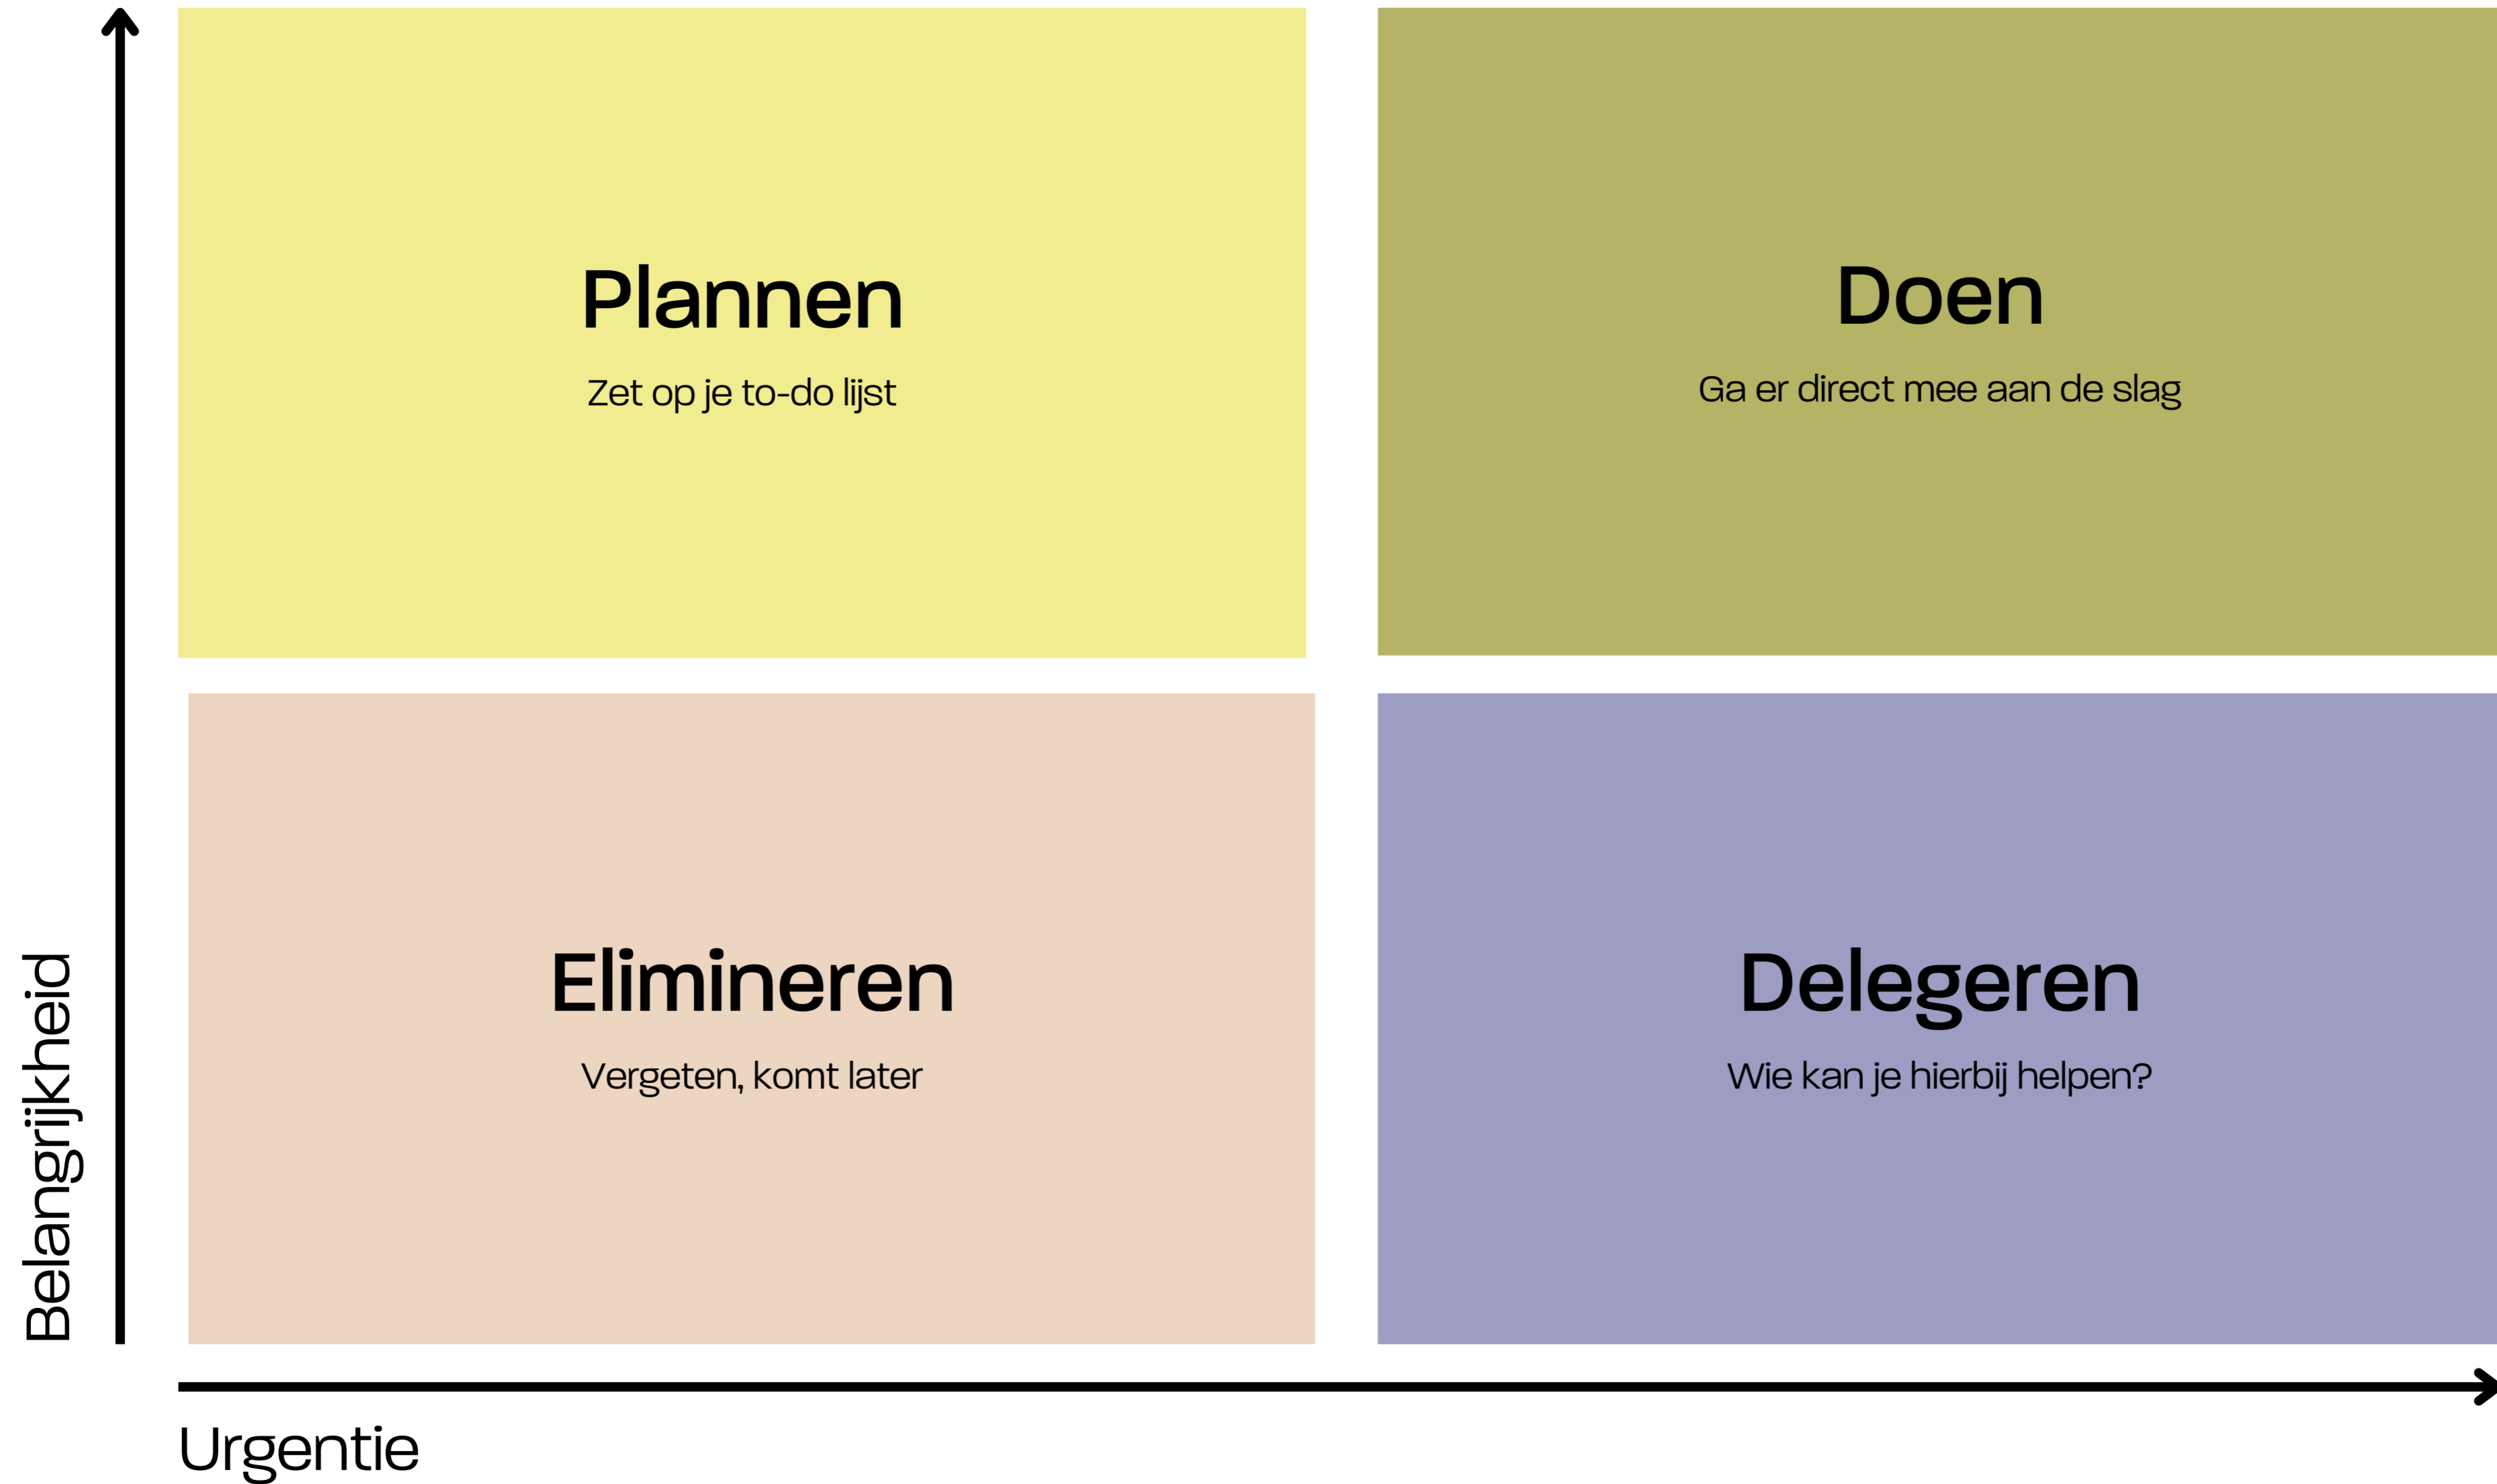 Plannen
Zet op je to-do lijst
Doen
Ga er direct mee aan de slag
Elimineren
Vergeten, komt later
Delegeren
Wie kan je hierbij helpen?
Belangrijkheid
Urgentie